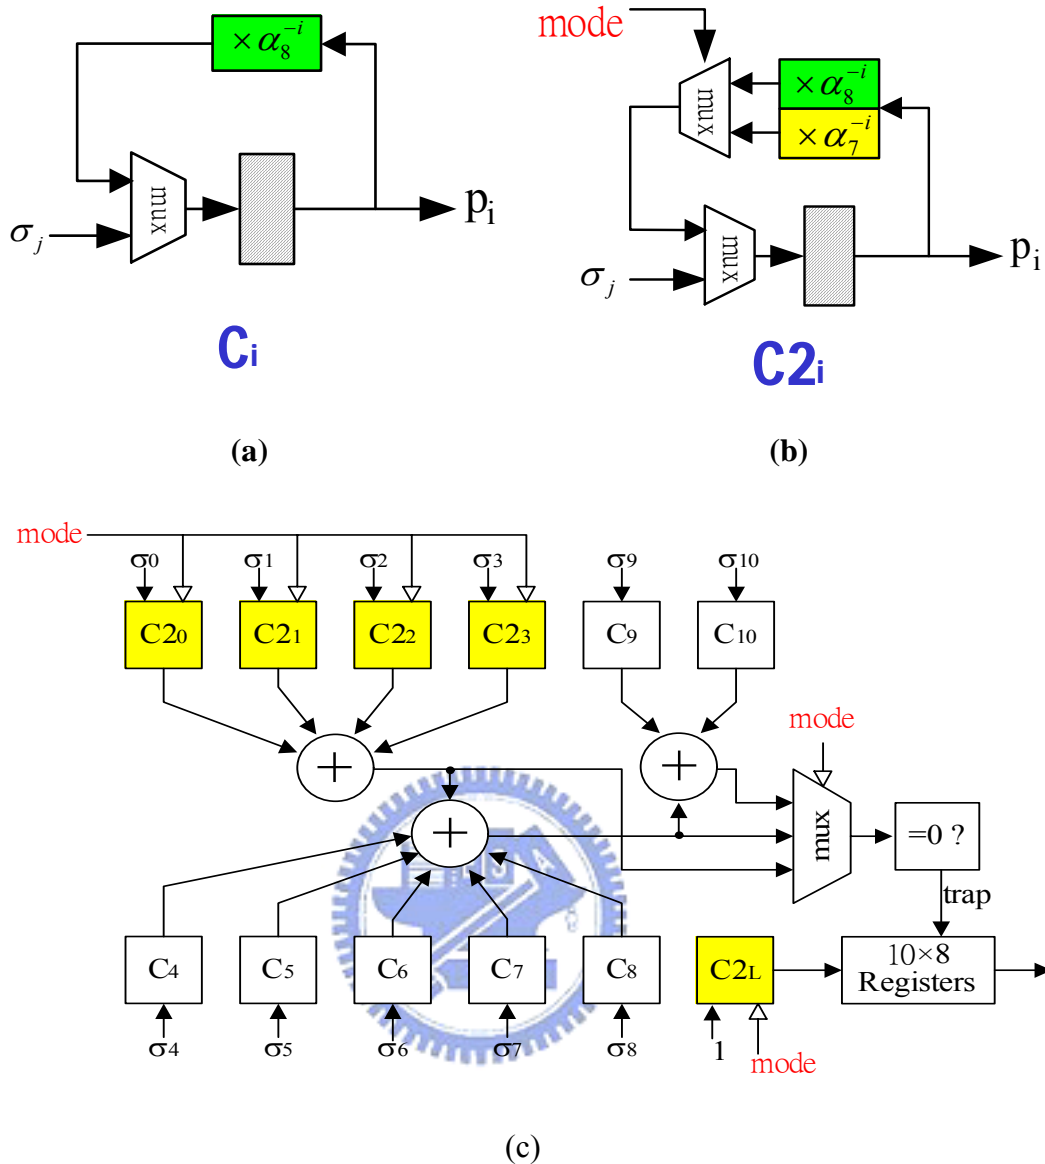 mode
× α₈⁻ⁱ
mux
σⱼ
pᵢ
Cᵢ
(a)
mux
× α₈⁻ⁱ
× α₇⁻ⁱ
mux
σⱼ
pᵢ
C2ᵢ
(b)
mode
σ0 σ1 σ2 σ3 σ9 σ10
C20 C21 C22 C23 C9 C10
mode
+ +
+
mux
=0 ?
trap
C4 C5 C6 C7 C8 C2L
10×8
Registers
σ4 σ5 σ6 σ7 σ8 1
mode
(c)